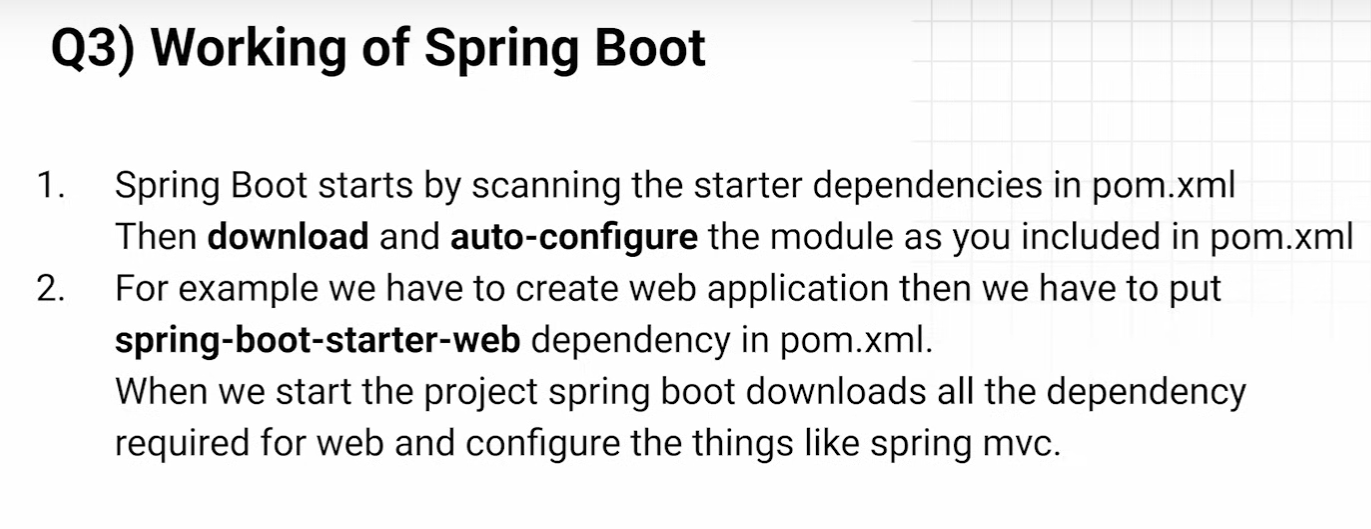 Q3) Working of Spring Boot
1. Spring Boot starts by scanning the starter dependencies in pom.xml
Then download and auto-configure the module as you included in pom.xml
2. For example we have to create web application then we have to put
spring-boot-starter-web dependency in pom.xml.
When we start the project spring boot downloads all the dependency
required for web and configure the things like spring mvc.